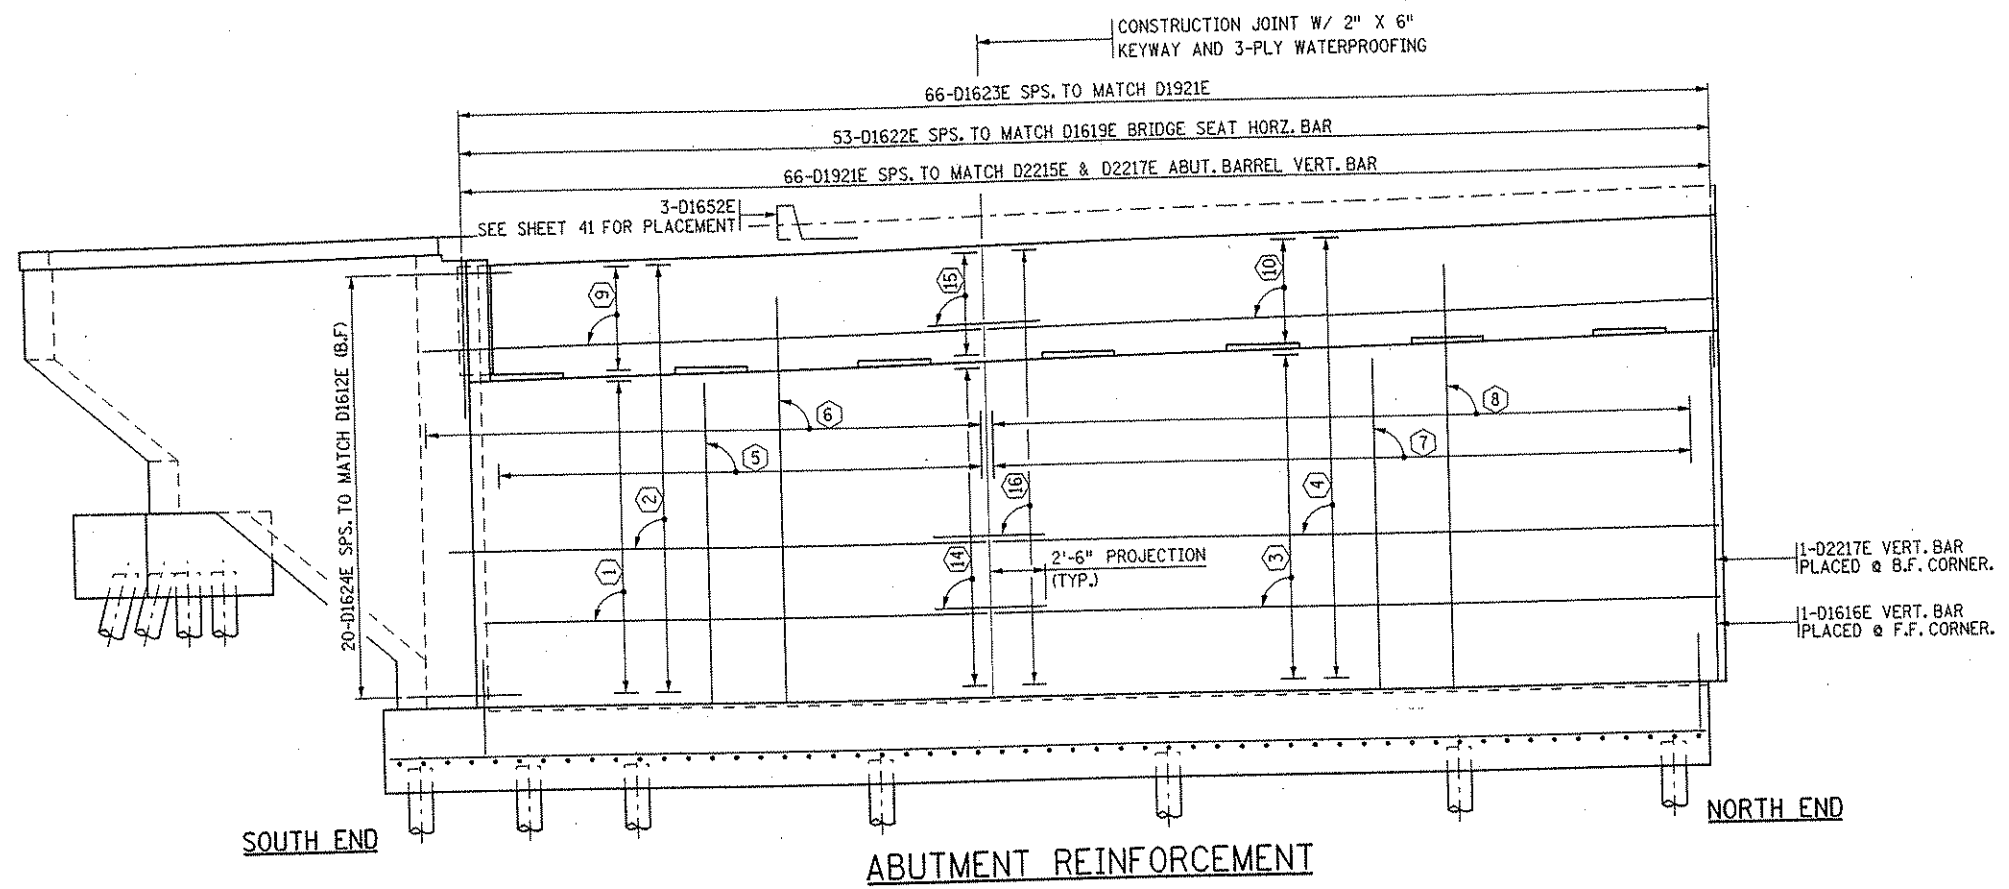 CONSTRUCTION JOINT W/ 2" X 6"
KEYWAY AND 3-PLY WATERPROOFING
66-D1623E SPS. TO MATCH D1921E
53-D1622E SPS. TO MATCH D1619E BRIDGE SEAT HORZ. BAR
66-D1921E SPS. TO MATCH D2215E & D2217E ABUT. BARREL VERT. BAR
3-D1652E
SEE SHEET 41 FOR PLACEMENT
20-D1624E SPS. TO MATCH D1612E (B.F)
9
15
10
6
8
5
7
2
16
4
1
14
3
2'-6" PROJECTION
(TYP.)
1-D2217E VERT. BAR
PLACED @ B.F. CORNER.
1-D1616E VERT. BAR
PLACED @ F.F. CORNER.
SOUTH END
NORTH END
ABUTMENT REINFORCEMENT